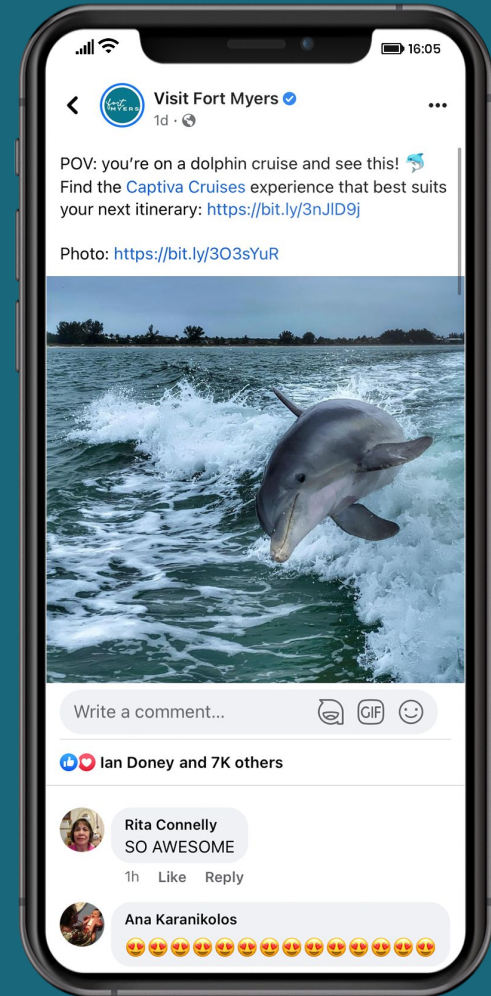 16:05
Visit Fort Myers
fort
MYERS
1d ·
POV: you’re on a dolphin cruise and see this! 🐬
Find the Captiva Cruises experience that best suits
your next itinerary: https://bit.ly/3nJlD9j
Photo: https://bit.ly/3O3sYuR
Write a comment...
GIF
Ian Doney and 7K others
Rita Connelly
SO AWESOME
1h Like Reply
Ana Karanikolos
😍😍😍😍😍😍😍😍😍😍😍😍😍😍